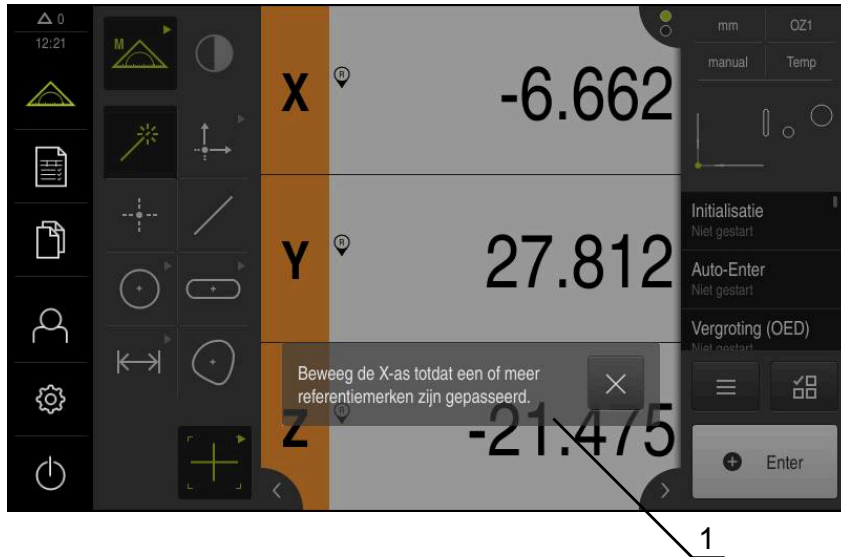 0
12:21
M
X
R
-6.662
Y
R
27.812
Z
R
-21.475
Beweeg de X-as totdat een of meer
referentiemerken zijn gepasseerd.
mm
OZ1
manual
Temp
Initialisatie
Niet gestart
Auto-Enter
Niet gestart
Vergroting (OED)
Niet gestart
Enter
1